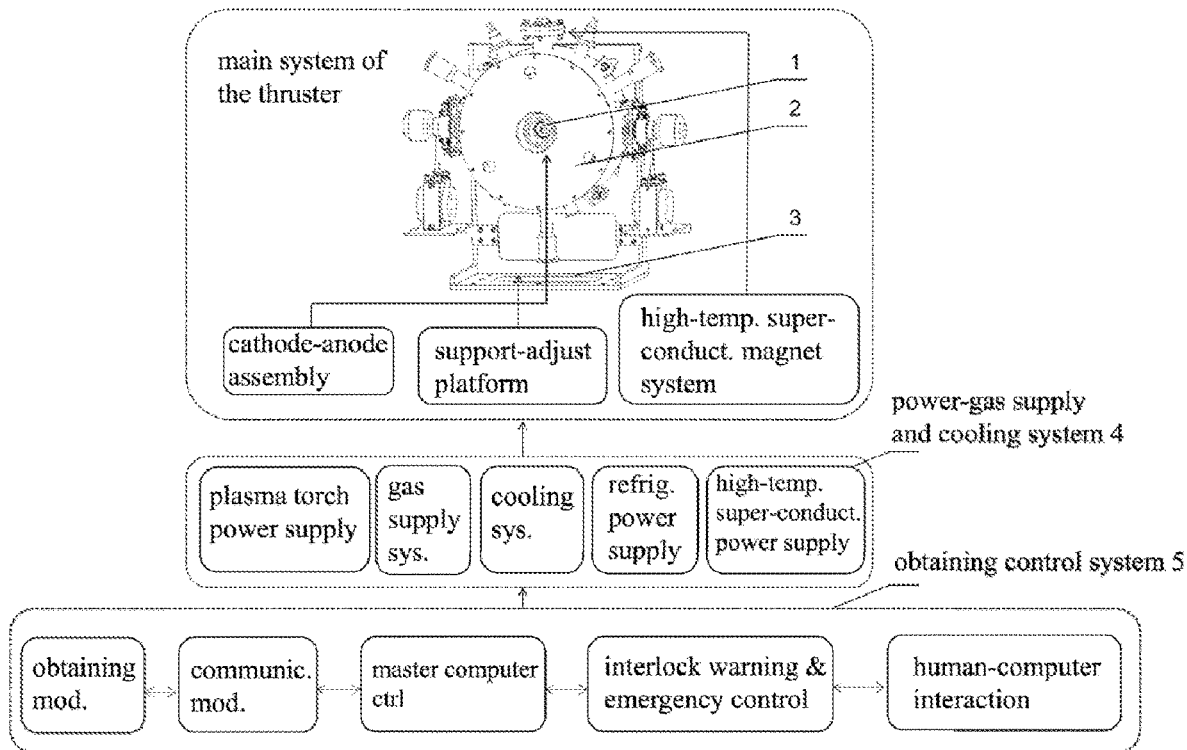 main system of
the thruster
1
2
3
cathode-anode
assembly
support-adjust
platform
high-temp. super-
conduct. magnet
system
power-gas supply
and cooling system 4
plasma torch
power supply
gas
supply
sys.
cooling
sys.
refrig.
power
supply
high-temp.
super-conduct.
power supply
obtaining control system 5
obtaining
mod.
communic.
mod.
master computer
ctrl
interlock warning &
emergency control
human-computer
interaction